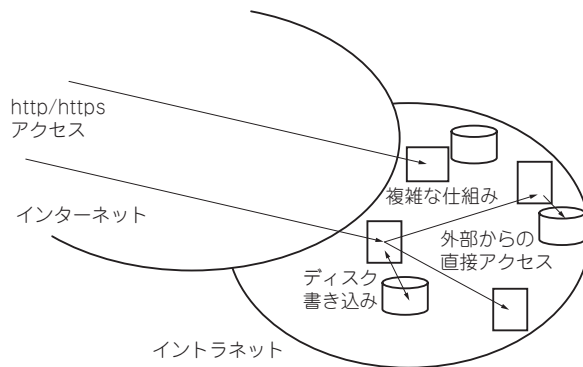 http/https
アクセス
複雑な仕組み
インターネット
外部からの
直接アクセス
ディスク
書き込み
イントラネット